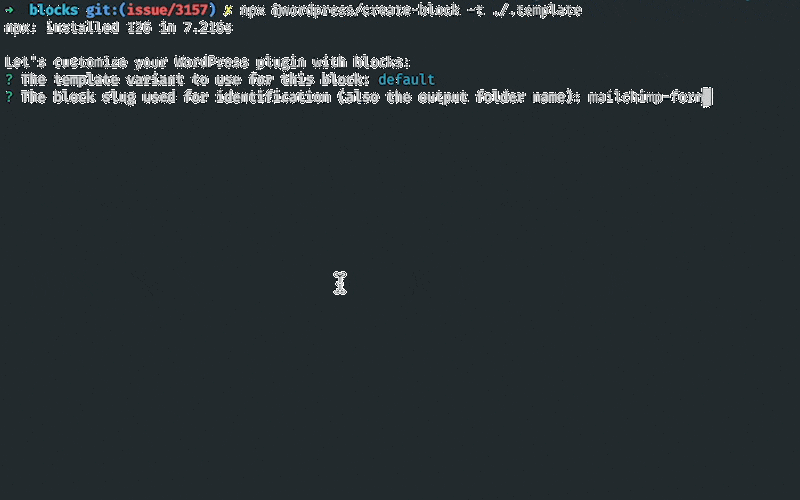 ➜ blocks git:(issue/3157) ✗ npx @wordpress/create-block -t ./.template
npx: installed 126 in 7.216s
Let's customize your WordPress plugin with blocks:
? The template variant to use for this block: default
? The block slug used for identification (also the output folder name): mailchimp-form